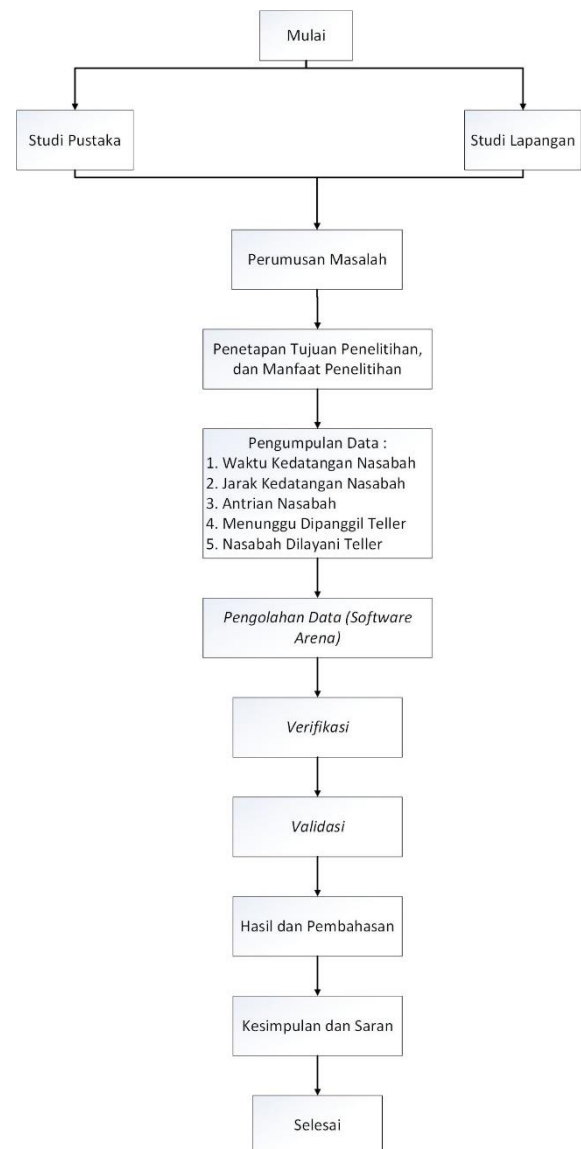 Mulai
Studi Pustaka
Studi Lapangan
Perumusan Masalah
Penetapan Tujuan Penelitihan,
dan Manfaat Penelitihan
Pengumpulan Data :
1. Waktu Kedatangan Nasabah
2. Jarak Kedatangan Nasabah
3. Antrian Nasabah
4. Menunggu Dipanggil Teller
5. Nasabah Dilayani Teller
Pengolahan Data (Software
Arena)
Verifikasi
Validasi
Hasil dan Pembahasan
Kesimpulan dan Saran
Selesai